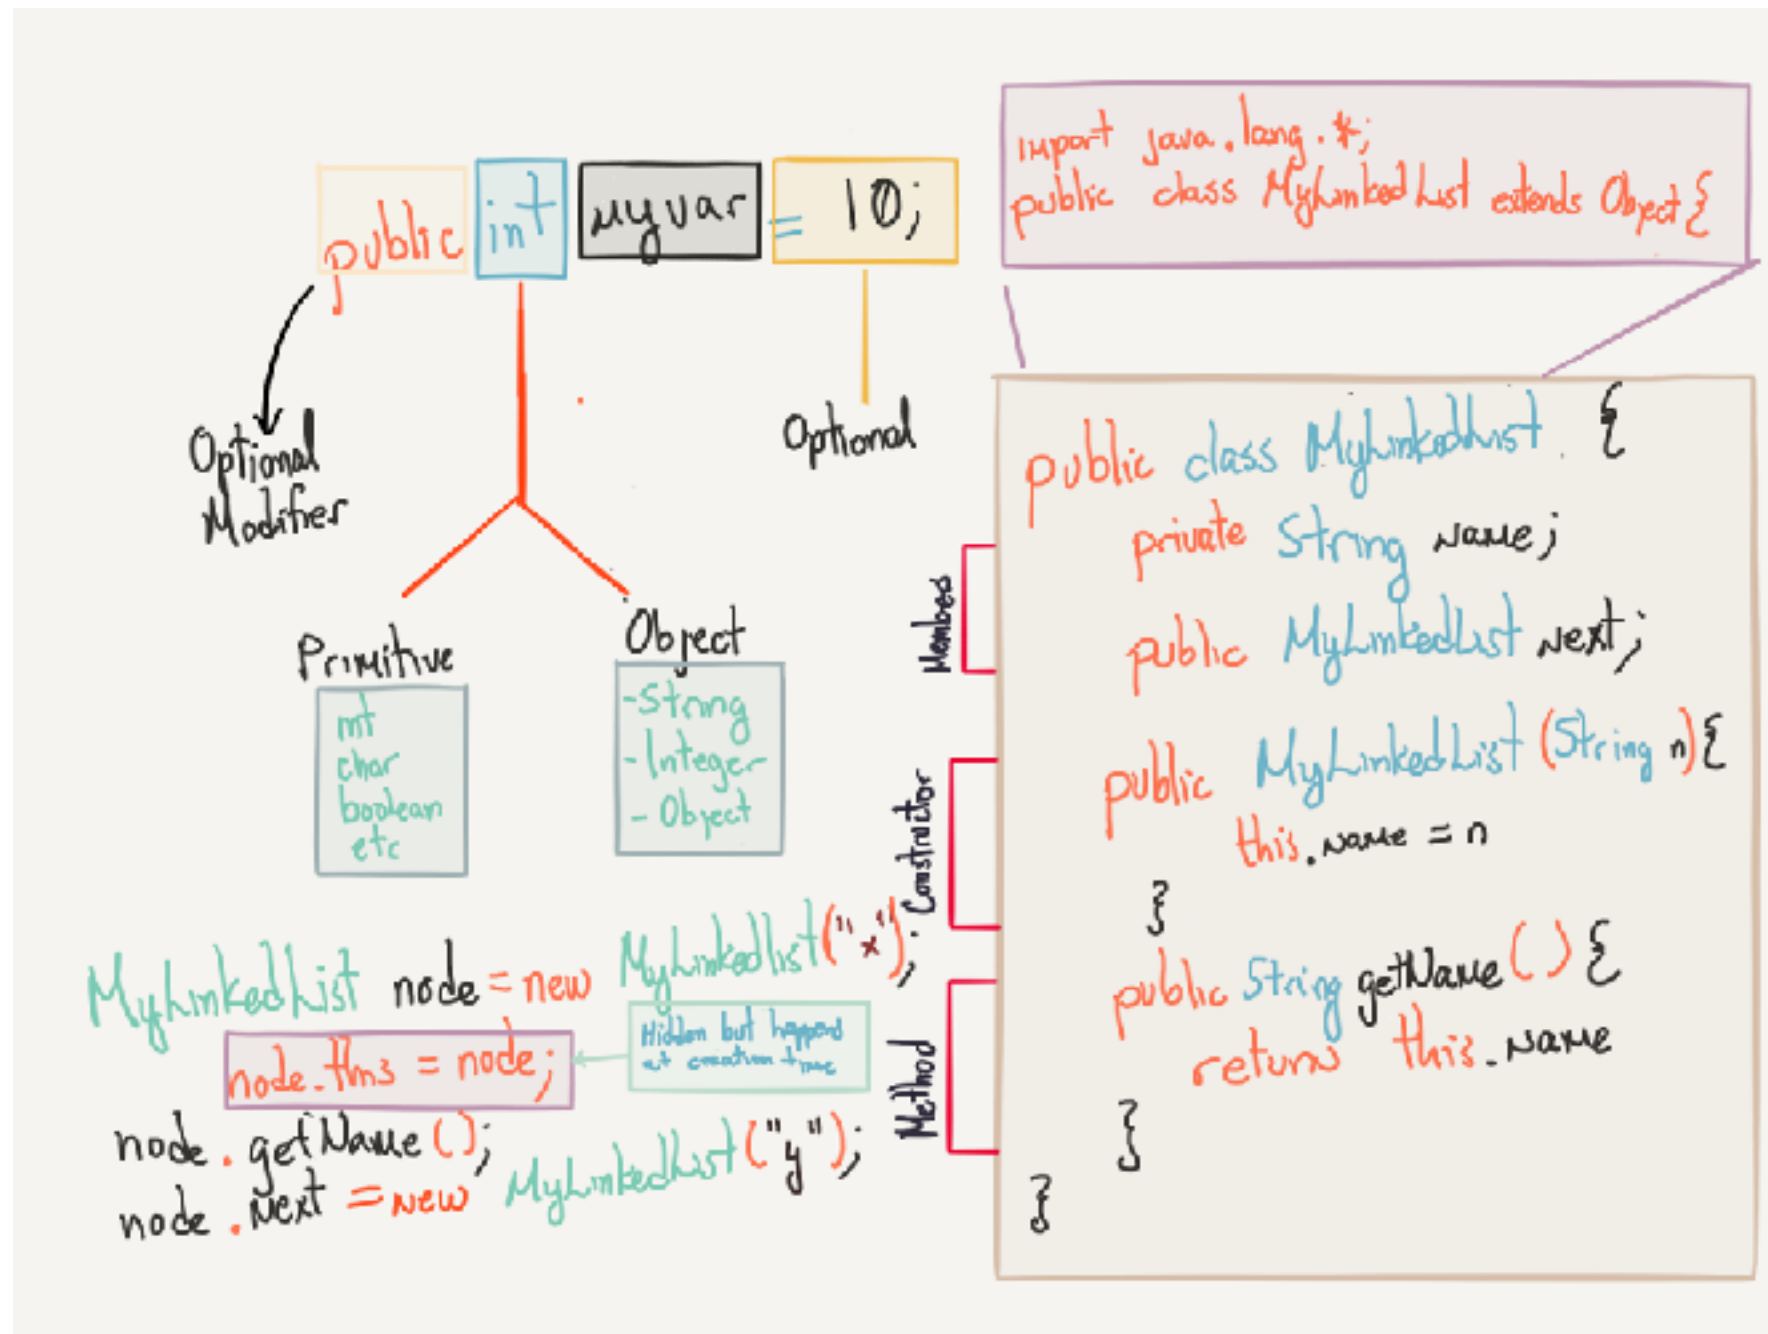 public int myvar = 10;
Optional
Modifier
Optional
Primitive
int
char
boolean
etc
Object
-String
-Integer
- Object
import java.lang.*;
public class MyLinkedList extends Object{
public class MyLinkedList {
Members
private String name;
public MyLinkedList next;
Constructor
public MyLinkedList (String n){
this.name = n
}
Method
public String getName () {
return this.name
}
}
MyLinkedList node = new MyLinkedList("x");
node.this = node;
Hidden but happend
at creation time
node.getName();
node.next = new MyLinkedList("y");